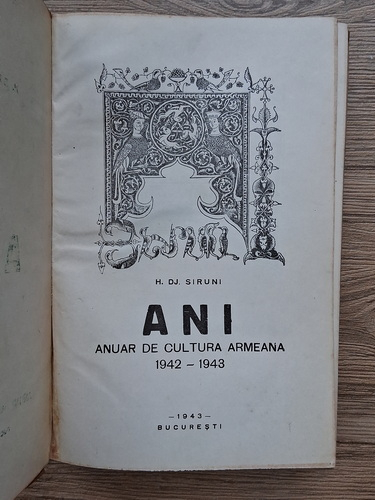 H. DJ. SIRUNI
ANI
ANUAR DE CULTURA ARMEANA
1942 – 1943
– 1943 –
BUCUREȘTI